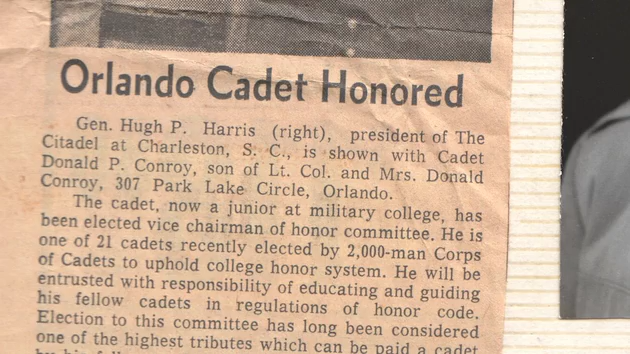 Orlando Cadet Honored
Gen. Hugh P. Harris (right), president of The
Citadel at Charleston, S. C., is shown with Cadet
Donald P. Conroy, son of Lt. Col. and Mrs. Donald
Conroy, 307 Park Lake Circle, Orlando.
The cadet, now a junior at military college, has
been elected vice chairman of honor committee. He is
one of 21 cadets recently elected by 2,000-man Corps
of Cadets to uphold college honor system. He will be
entrusted with responsibility of educating and guiding
his fellow cadets in regulations of honor code.
Election to this committee has long been considered
one of the highest tributes which can be paid a cadet
by his